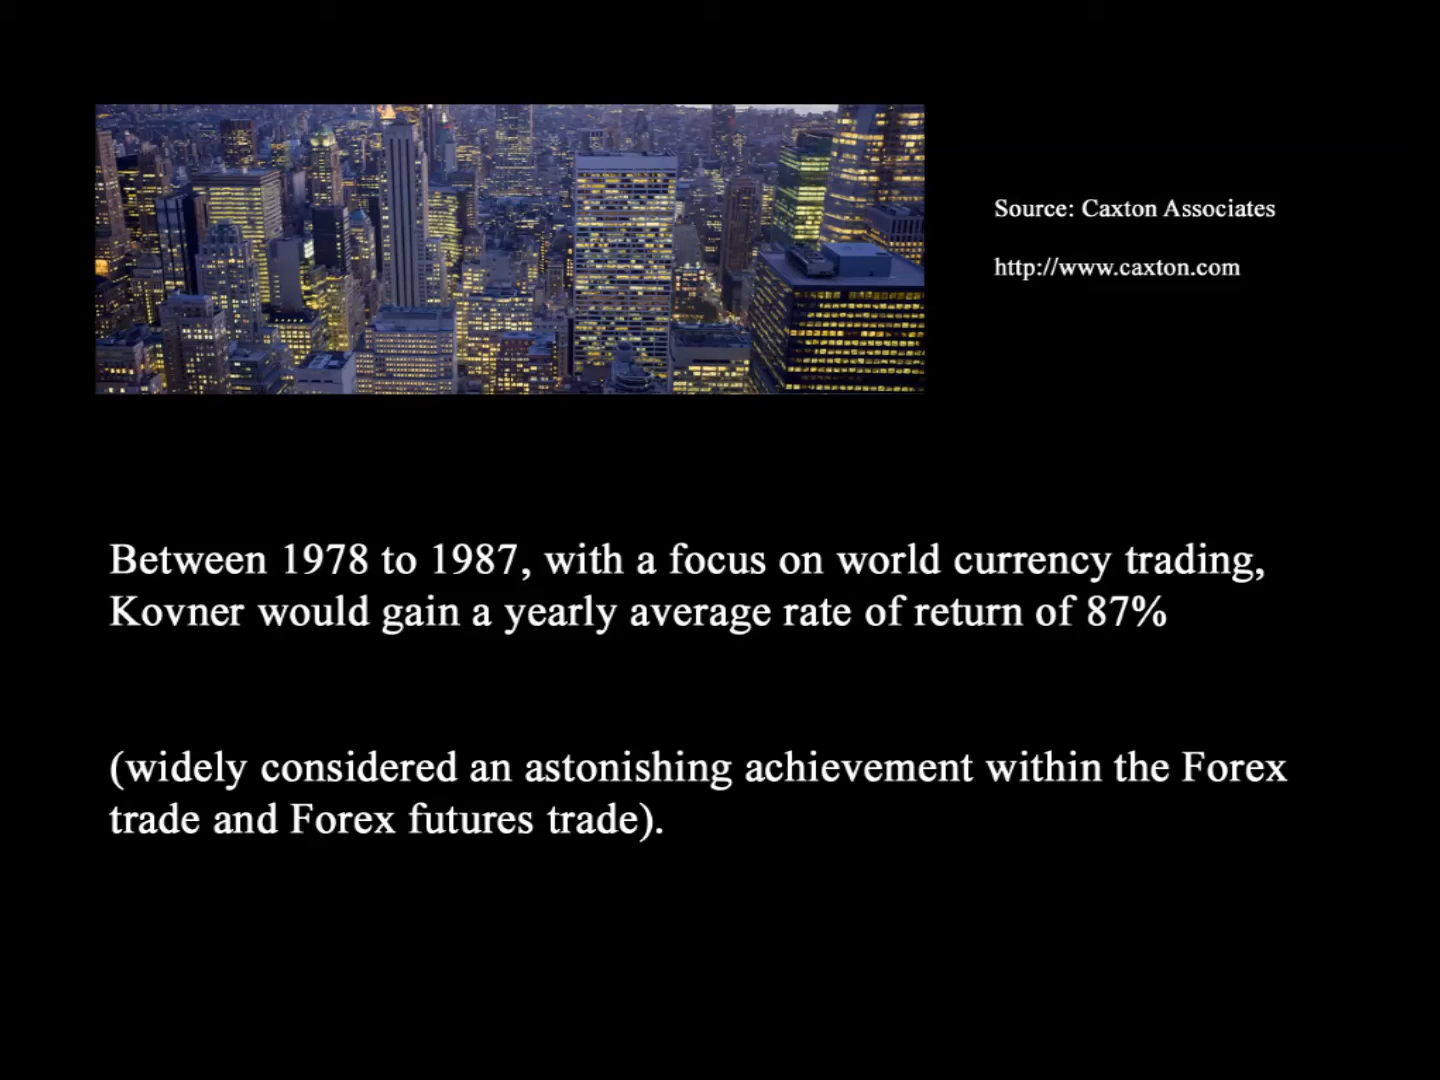 Source: Caxton Associates
http://www.caxton.com
Between 1978 to 1987, with a focus on world currency trading,
Kovner would gain a yearly average rate of return of 87%
(widely considered an astonishing achievement within the Forex
trade and Forex futures trade).